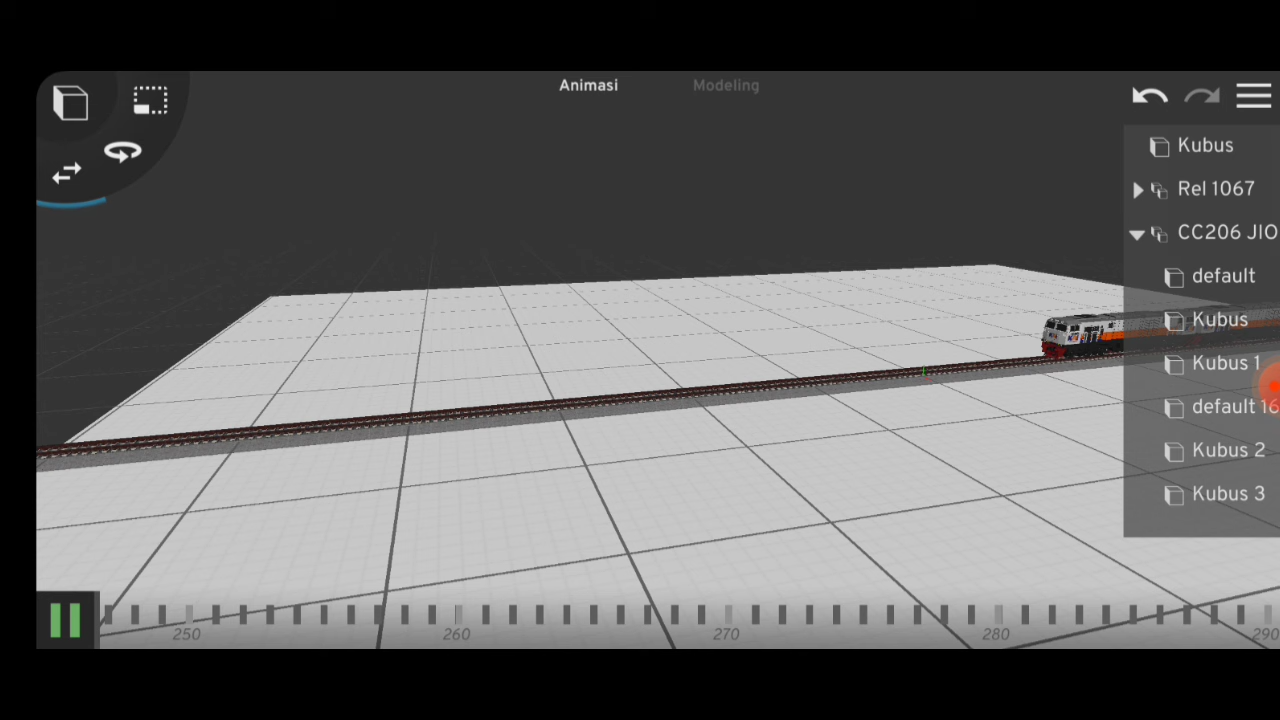 Animasi
Modeling
Kubus
Rel 1067
CC206 JIO
default
Kubus
Kubus 1
default 16
Kubus 2
Kubus 3
250
260
270
280
290